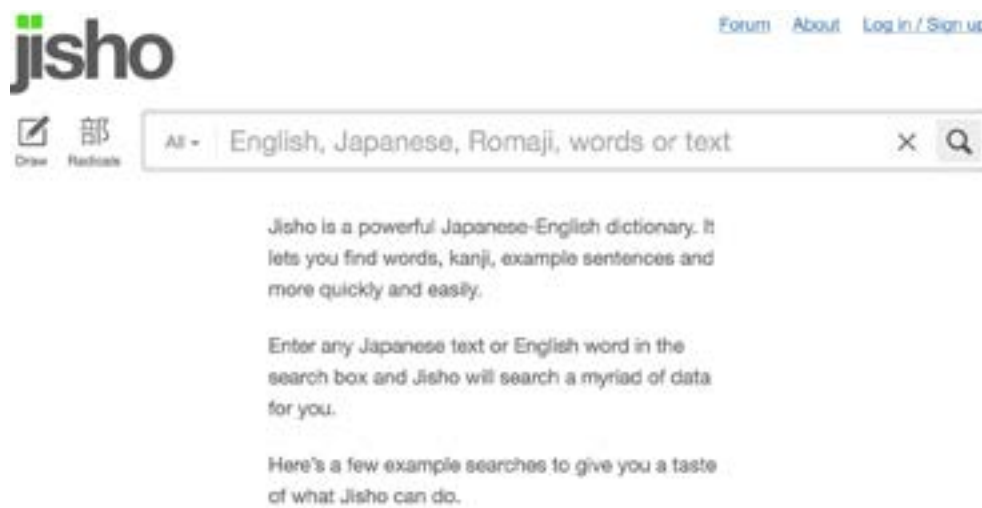 jisho
Forum About Log in / Sign up
部
Draw Radicals
All English, Japanese, Romaji, words or text
Jisho is a powerful Japanese-English dictionary. It
lets you find words, kanji, example sentences and
more quickly and easily.
Enter any Japanese text or English word in the
search box and Jisho will search a myriad of data
for you.
Here's a few example searches to give you a taste
of what Jisho can do.